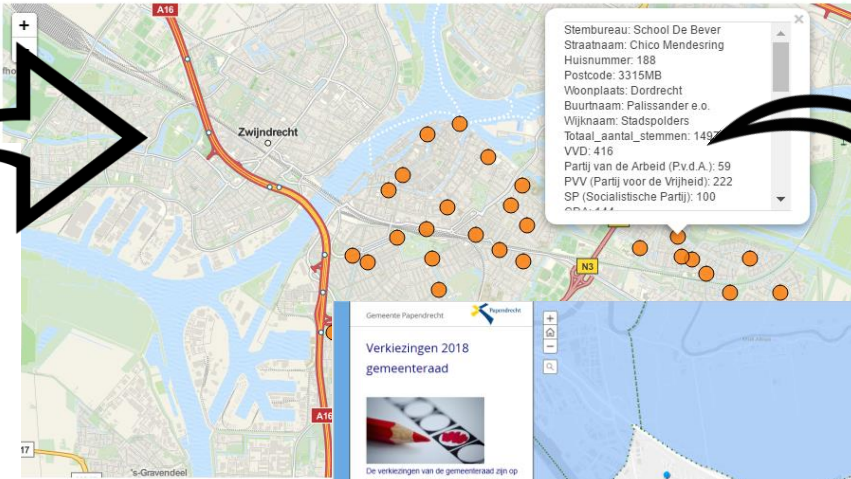 A16
+
Zwijndrecht
Stembureau: School De Bever
Straatnaam: Chico Mendesring
Huisnummer: 188
Postcode: 3315MB
Woonplaats: Dordrecht
Buurtnaam: Palissander e.o.
Wijknaam: Stadspolders
Totaal_aantal_stemmen: 1497
VVD: 416
Partij van de Arbeid (P.v.d.A.): 59
PVV (Partij voor de Vrijheid): 222
SP (Socialistische Partij): 100
N3
A16
's-Gravendeel
Gemeente Papendrecht
Papendrecht
Verkiezingen 2018
gemeenteraad
De verkiezingen van de gemeenteraad zijn op
+
−